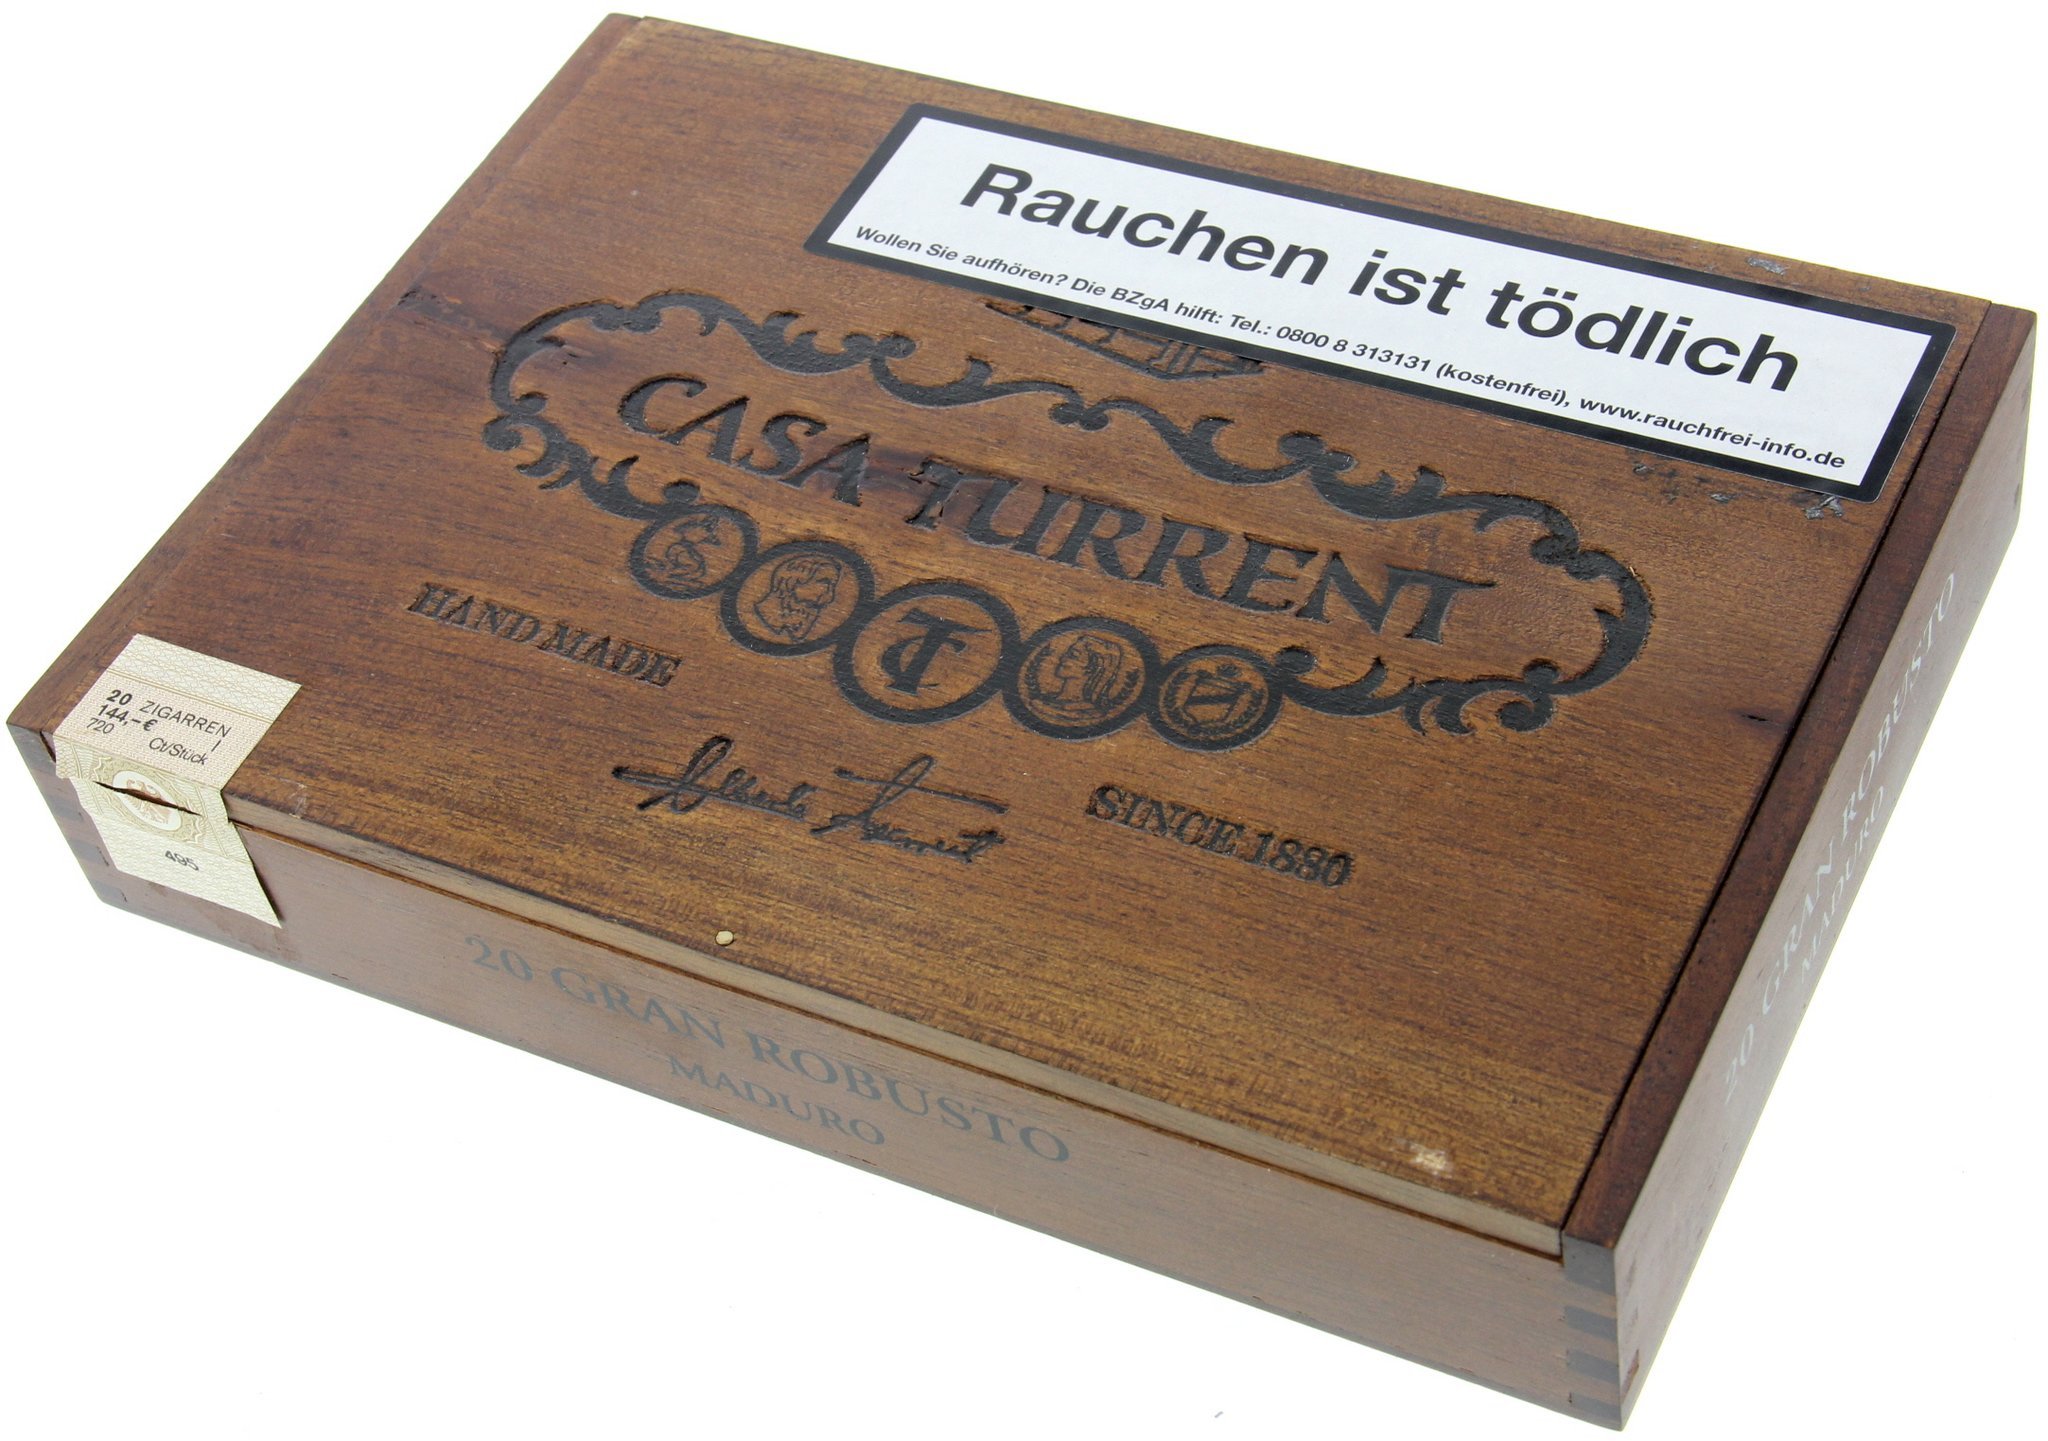 Rauchen ist tödlich
Wollen Sie aufhören? Die BZgA hilft: Tel.: 0800 8 313131 (kostenfrei), www.rauchfrei-info.de
CASA TURRENT
TC
HAND MADE
SINCE 1880
20 ZIGARREN
144,-€ I
720 Ct/Stück
495
20 GRAN ROBUSTO
MADURO
20 GRAN ROBUSTO
MADURO